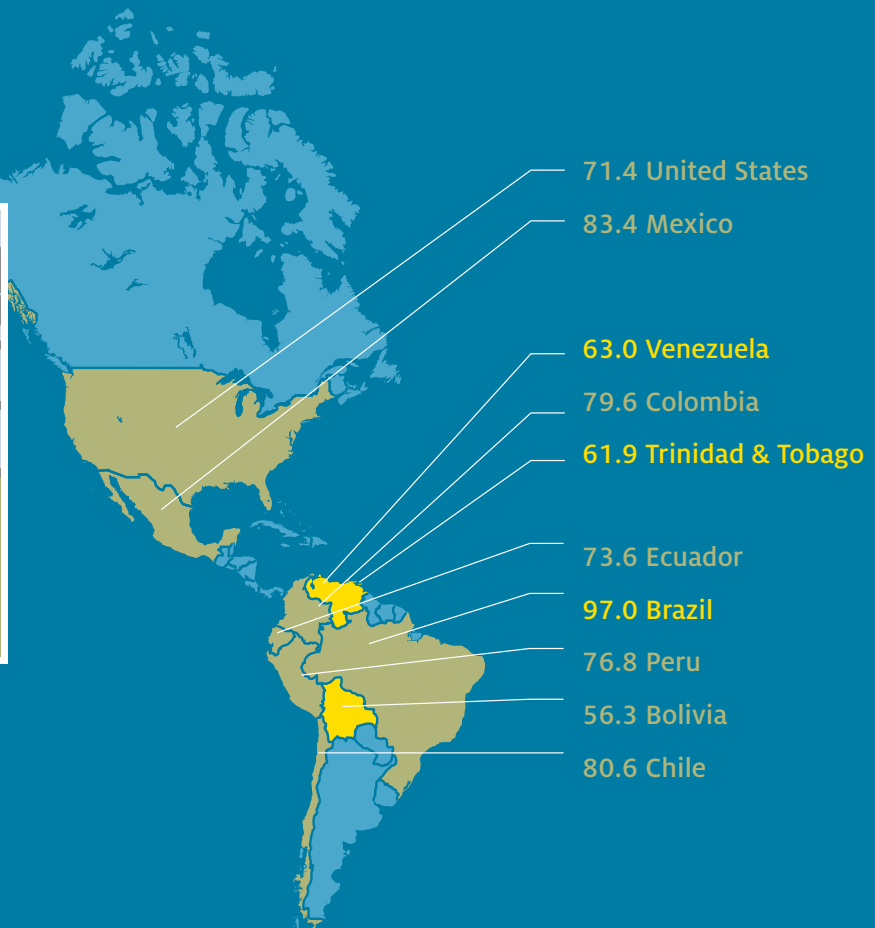 71.4 United States
83.4 Mexico
63.0 Venezuela
79.6 Colombia
61.9 Trinidad & Tobago
73.6 Ecuador
97.0 Brazil
76.8 Peru
56.3 Bolivia
80.6 Chile